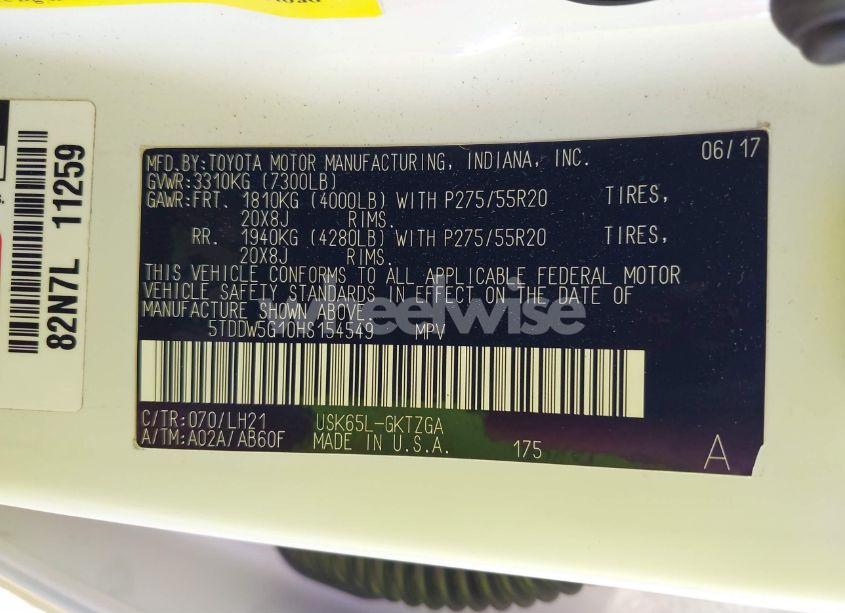 82N7L 11259
MFD.BY:TOYOTA MOTOR MANUFACTURING, INDIANA, INC. 06/17
GVWR:3310KG (7300LB)
GAWR:FRT. 1810KG (4000LB) WITH P275/55R20 TIRES,
20X8J RIMS.
RR. 1940KG (4280LB) WITH P275/55R20 TIRES,
20X8J RIMS.
THIS VEHICLE CONFORMS TO ALL APPLICABLE FEDERAL MOTOR
VEHICLE SAFETY STANDARDS IN EFFECT ON THE DATE OF
MANUFACTURE SHOWN ABOVE.
wheelwise
5TDDW5G10HS154549 MPV
C/TR:070/LH21 USK65L-GKTZGA
A/TM:A02A/AB60F MADE IN U.S.A. 175 A